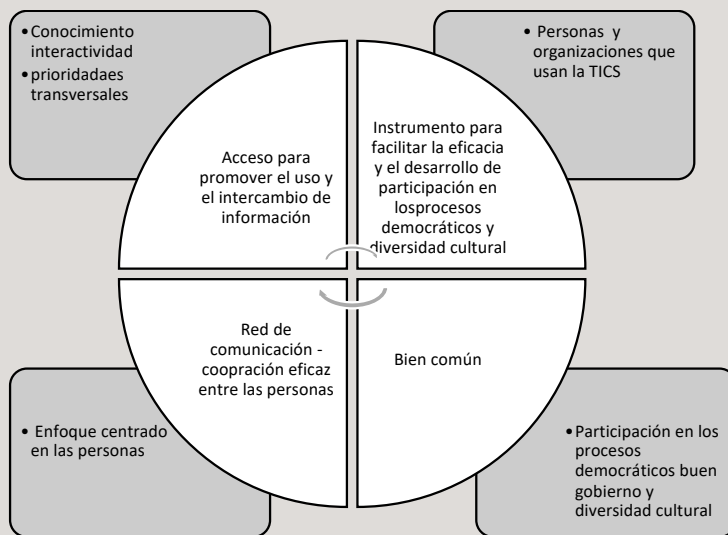 •Conocimiento
interactividad
•prioridadaes
transversales
• Personas y
organizaciones que
usan la TICS
Acceso para
promover el uso y
el intercambio de
información
Instrumento para
facilitar la eficacia
y el desarrollo de
participación en
losprocesos
democráticos y
diversidad cultural
Red de
comunicación -
coopración eficaz
entre las personas
Bien común
• Enfoque centrado
en las personas
•Participación en los
procesos
democráticos buen
gobierno y
diversidad cultural